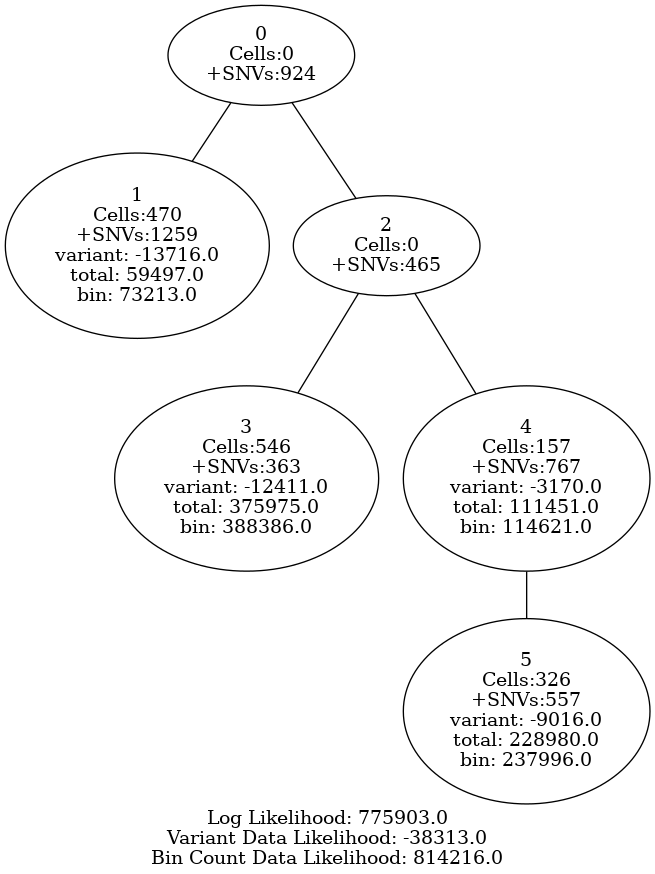 0
Cells:0
+SNVs:924
1
Cells:470
+SNVs:1259
variant: -13716.0
total: 59497.0
bin: 73213.0
2
Cells:0
+SNVs:465
3
Cells:546
+SNVs:363
variant: -12411.0
total: 375975.0
bin: 388386.0
4
Cells:157
+SNVs:767
variant: -3170.0
total: 111451.0
bin: 114621.0
5
Cells:326
+SNVs:557
variant: -9016.0
total: 228980.0
bin: 237996.0
Log Likelihood: 775903.0
Variant Data Likelihood: -38313.0
Bin Count Data Likelihood: 814216.0